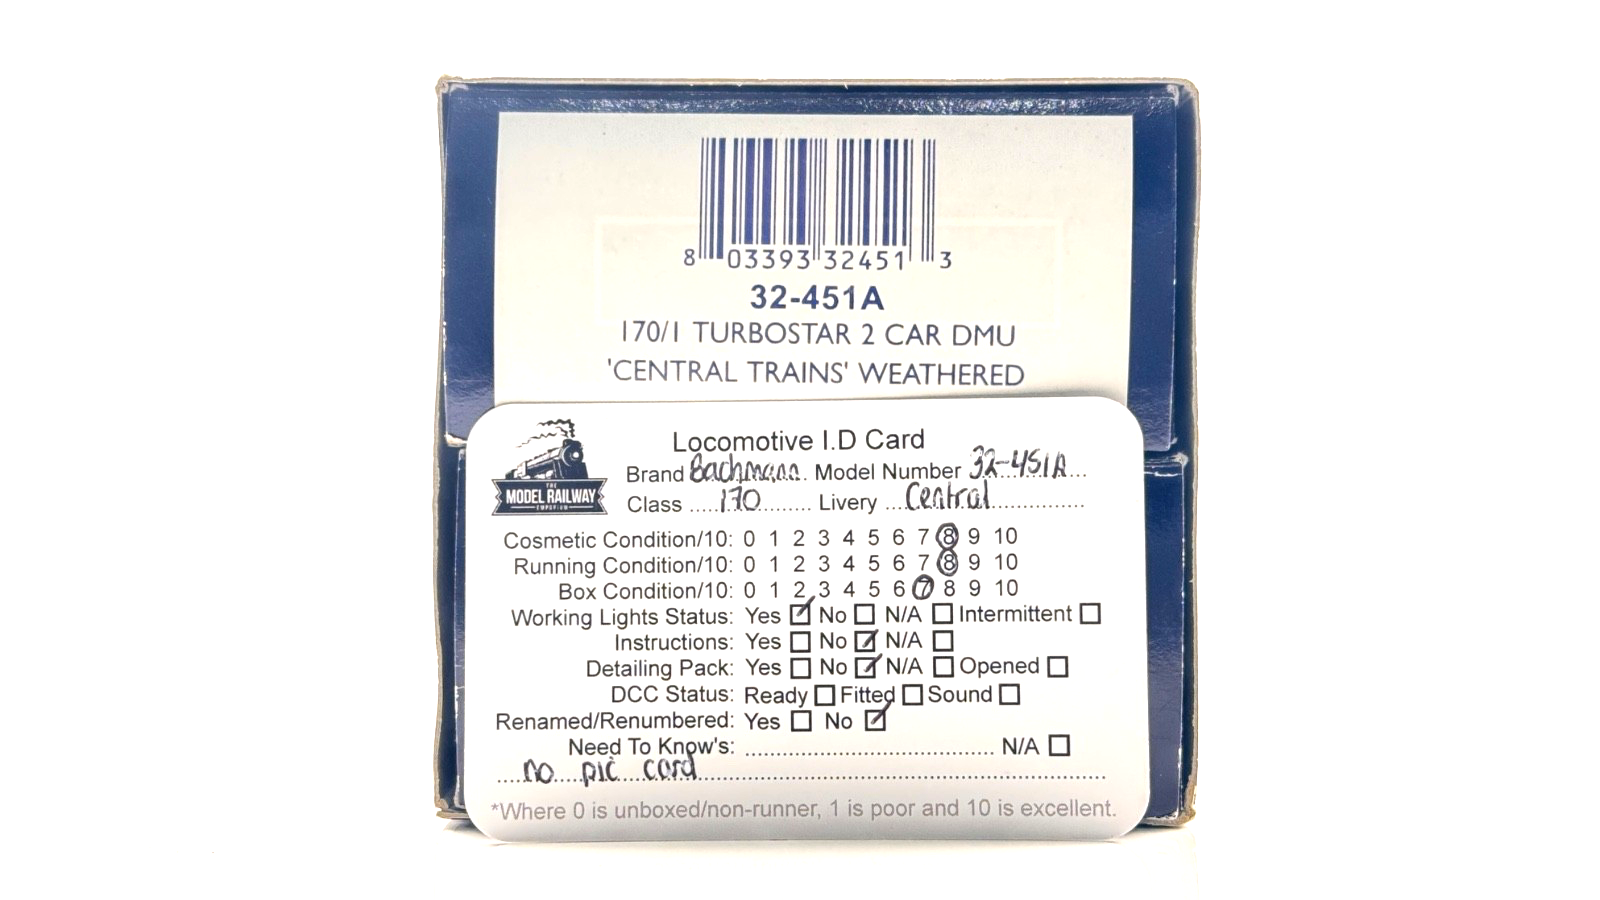 8 033393 32451 3
32-451A
170/1 TURBOSTAR 2 CAR DMU
'CENTRAL TRAINS' WEATHERED
Locomotive I.D Card
Brand Bachmann Model Number 32-451A
Class 170 Livery Central
THE
MODEL RAILWAY
EMPORIUM
Cosmetic Condition/10: 0 1 2 3 4 5 6 7 8 9 10
Running Condition/10: 0 1 2 3 4 5 6 7 8 9 10
Box Condition/10: 0 1 2 3 4 5 6 7 8 9 10
Working Lights Status: Yes No N/A Intermittent
Instructions: Yes No N/A
Detailing Pack: Yes No N/A Opened
DCC Status: Ready Fitted Sound
Renamed/Renumbered: Yes No
Need To Know's: N/A
no pic card
*Where 0 is unboxed/non-runner, 1 is poor and 10 is excellent.